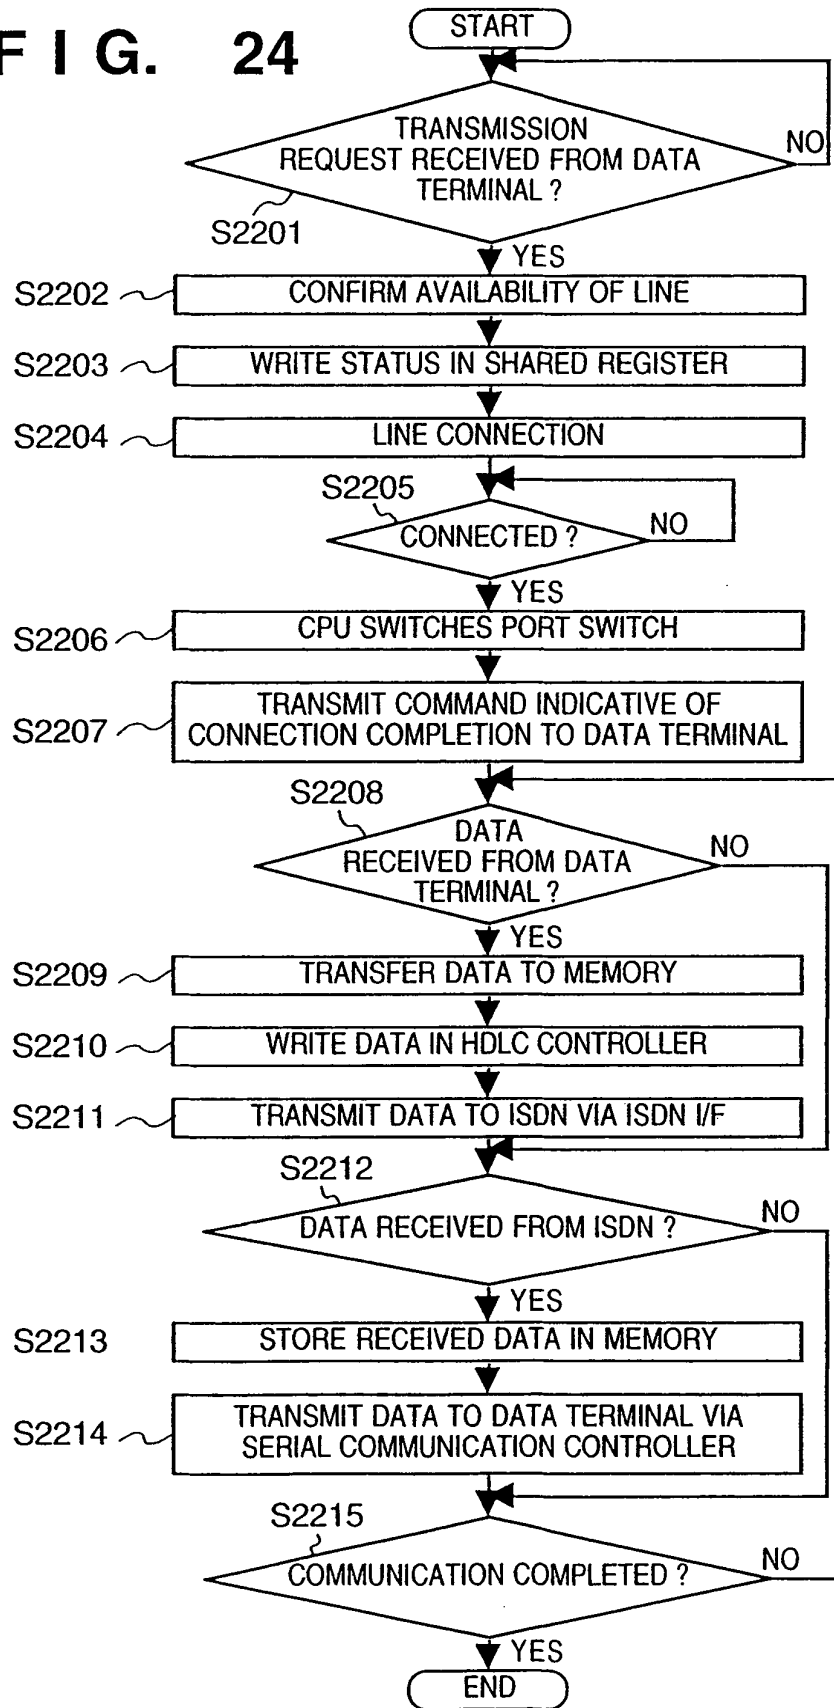 FIG. 24
START
TRANSMISSION
REQUEST RECEIVED FROM DATA
TERMINAL ?
NO
S2201
YES
S2202
CONFIRM AVAILABILITY OF LINE
S2203
WRITE STATUS IN SHARED REGISTER
S2204
LINE CONNECTION
S2205
CONNECTED ?
NO
YES
S2206
CPU SWITCHES PORT SWITCH
S2207
TRANSMIT COMMAND INDICATIVE OF
CONNECTION COMPLETION TO DATA TERMINAL
S2208
DATA
RECEIVED FROM DATA
TERMINAL ?
NO
YES
S2209
TRANSFER DATA TO MEMORY
S2210
WRITE DATA IN HDLC CONTROLLER
S2211
TRANSMIT DATA TO ISDN VIA ISDN I/F
S2212
DATA RECEIVED FROM ISDN ?
NO
YES
S2213
STORE RECEIVED DATA IN MEMORY
S2214
TRANSMIT DATA TO DATA TERMINAL VIA
SERIAL COMMUNICATION CONTROLLER
S2215
COMMUNICATION COMPLETED ?
NO
YES
END